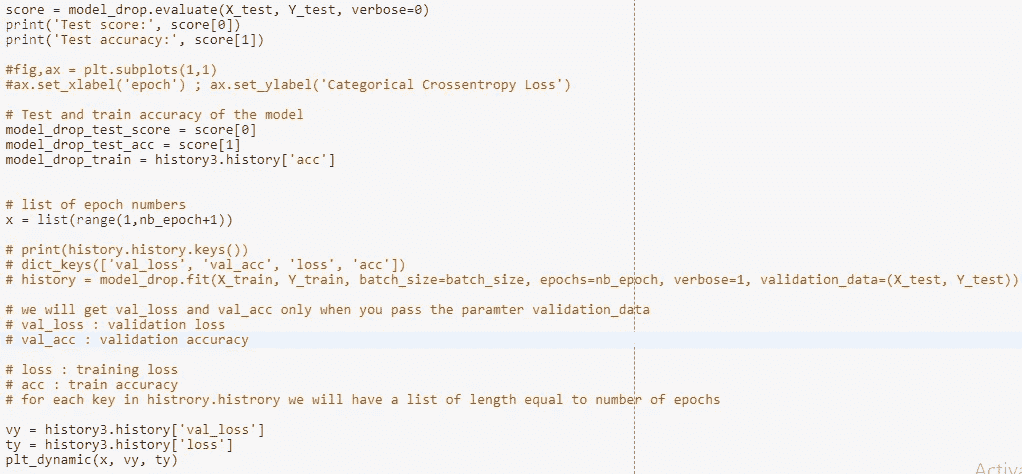 score = model_drop.evaluate(X_test, Y_test, verbose=0)
print('Test score:', score[0])
print('Test accuracy:', score[1])
#fig,ax = plt.subplots(1,1)
#ax.set_xlabel('epoch') ; ax.set_ylabel('Categorical Crossentropy Loss')
# Test and train accuracy of the model
model_drop_test_score = score[0]
model_drop_test_acc = score[1]
model_drop_train = history3.history['acc']
# list of epoch numbers
x = list(range(1,nb_epoch+1))
# print(history.history.keys())
# dict_keys(['val_loss', 'val_acc', 'loss', 'acc'])
# history = model_drop.fit(X_train, Y_train, batch_size=batch_size, epochs=nb_epoch, verbose=1, validation_data=(X_test, Y_test))
# we will get val_loss and val_acc only when you pass the paramter validation_data
# val_loss : validation loss
# val_acc : validation accuracy
# loss : training loss
# acc : train accuracy
# for each key in histrory.histrory we will have a list of length equal to number of epochs
vy = history3.history['val_loss']
ty = history3.history['loss']
plt_dynamic(x, vy, ty)